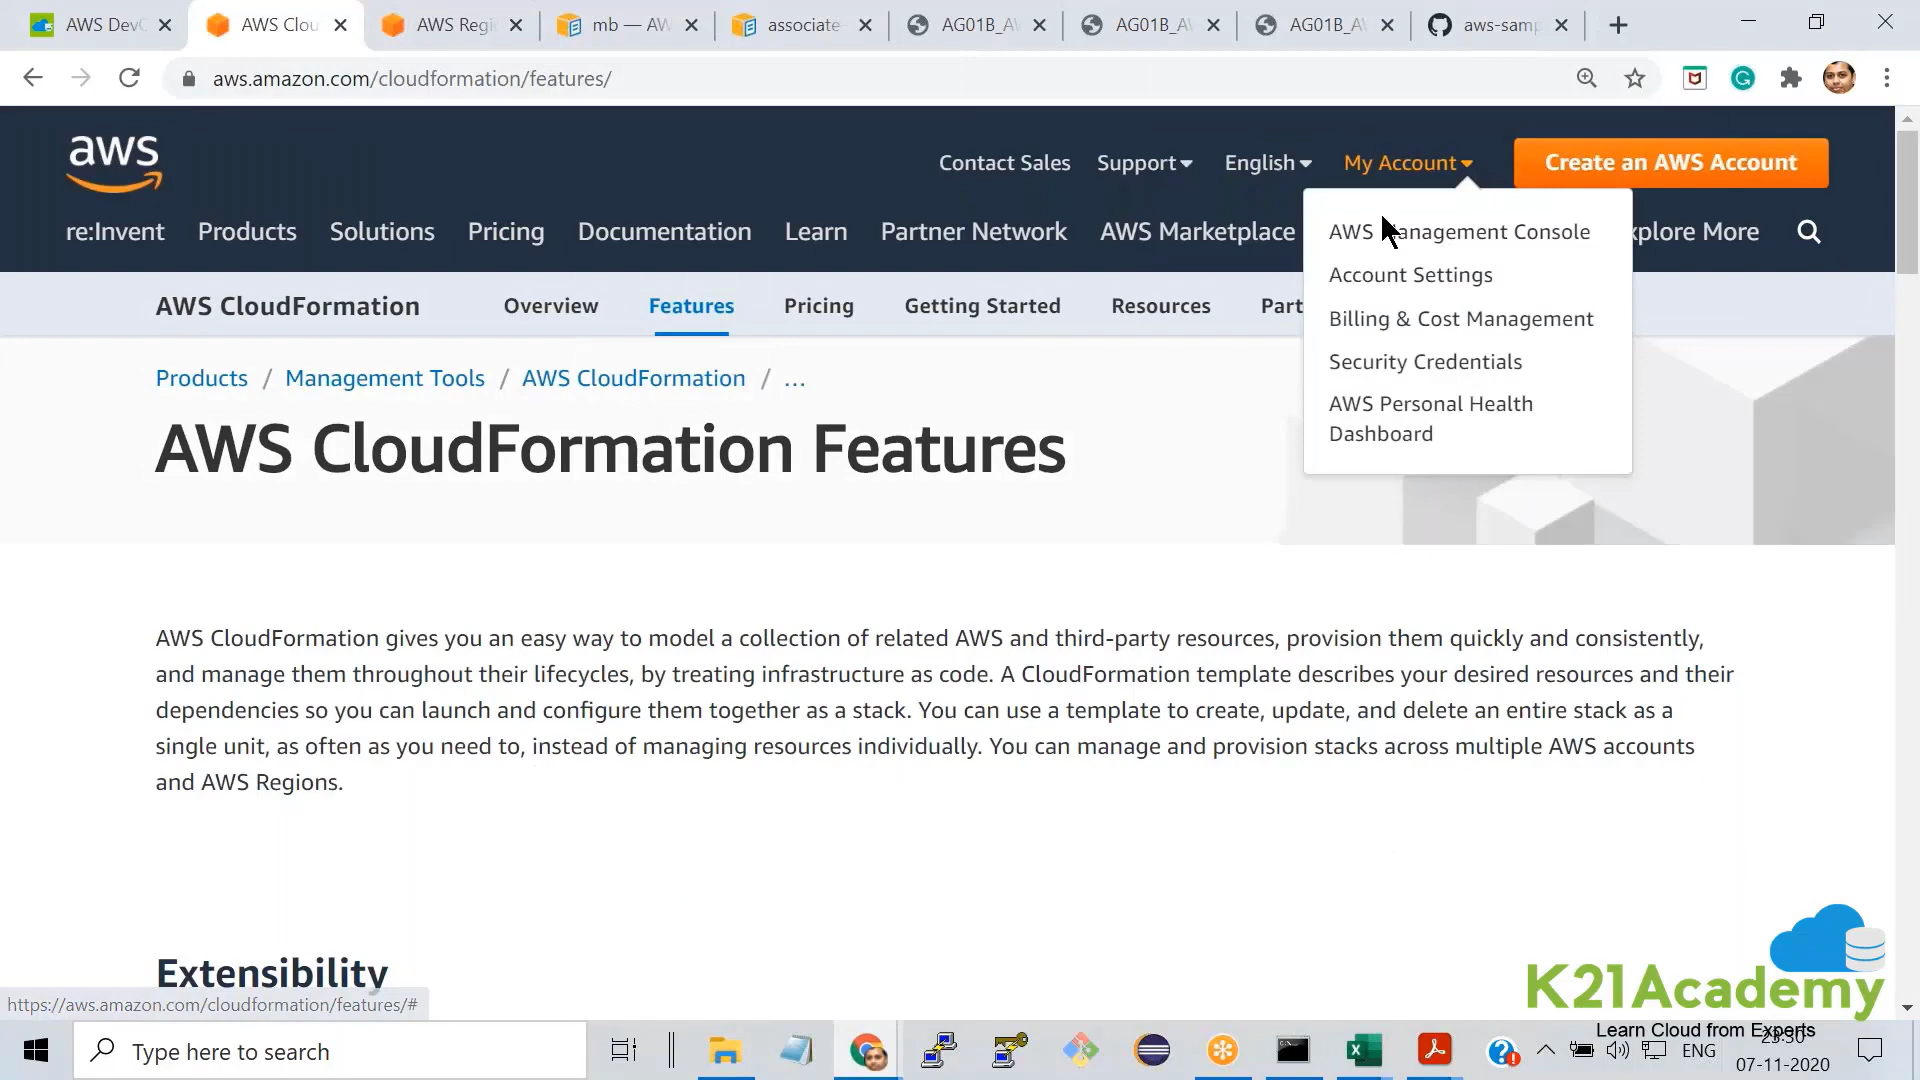 AWS Dev
AWS Clou
AWS Regi
mb — AW
associate-
AG01B_A
AG01B_A
AG01B_A
aws-samp
aws.amazon.com/cloudformation/features/
aws
Contact Sales
Support
English
My Account
Create an AWS Account
re:Invent
Products
Solutions
Pricing
Documentation
Learn
Partner Network
AWS Marketplace
xplore More
AWS Management Console
Account Settings
Billing & Cost Management
Security Credentials
AWS Personal Health
Dashboard
AWS CloudFormation
Overview
Features
Pricing
Getting Started
Resources
Part
Products / Management Tools / AWS CloudFormation / ...
AWS CloudFormation Features
AWS CloudFormation gives you an easy way to model a collection of related AWS and third-party resources, provision them quickly and consistently,
and manage them throughout their lifecycles, by treating infrastructure as code. A CloudFormation template describes your desired resources and their
dependencies so you can launch and configure them together as a stack. You can use a template to create, update, and delete an entire stack as a
single unit, as often as you need to, instead of managing resources individually. You can manage and provision stacks across multiple AWS accounts
and AWS Regions.
Extensibility
https://aws.amazon.com/cloudformation/features/#
K21Academy
Learn Cloud from Experts
Type here to search
ENG
23:30
07-11-2020